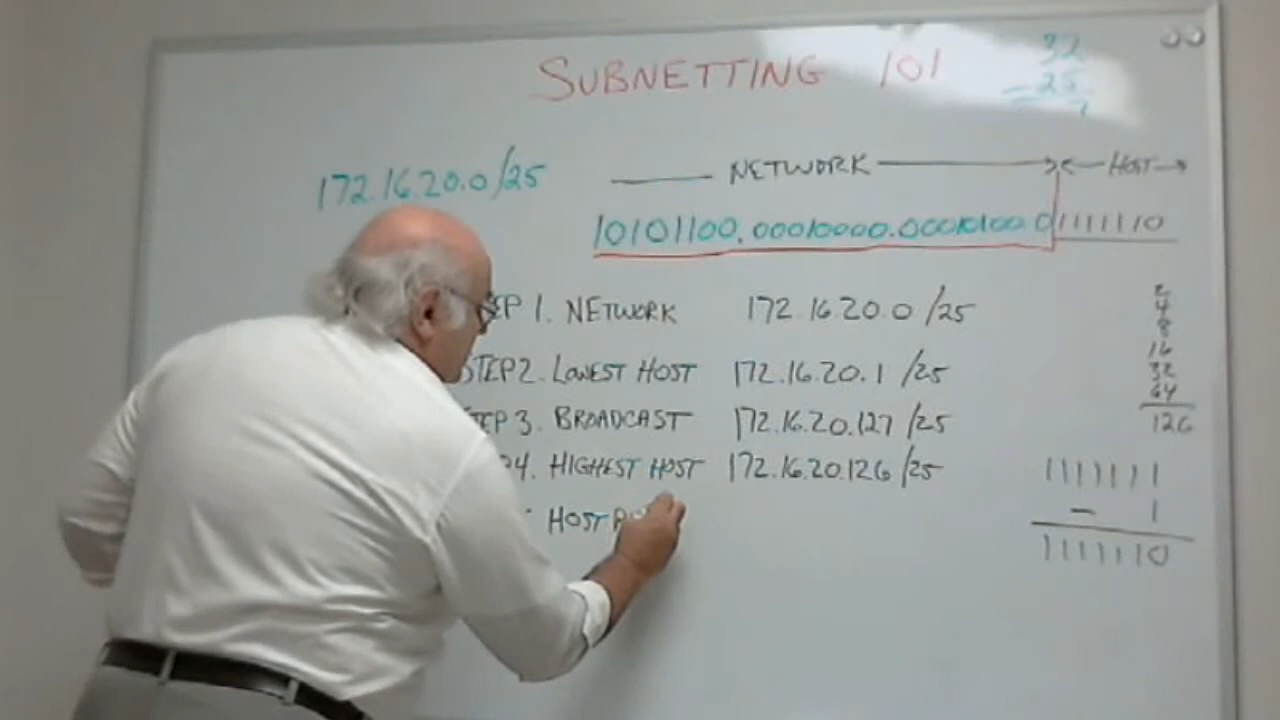 SUBNETTING 101
32
- 25
7
172.16.20.0/25
NETWORK HOST
10101100.00010000.00010100.01111110
EP 1. NETWORK 172.16.20.0 /25
STEP 2. LOWEST HOST 172.16.20.1 /25
EP 3. BROADCAST 172.16.20.127 /25
4. HIGHEST HOST 172.16.20.126 /25
HOST
2
4
8
16
32
64
126
1111111
- 1
1111110